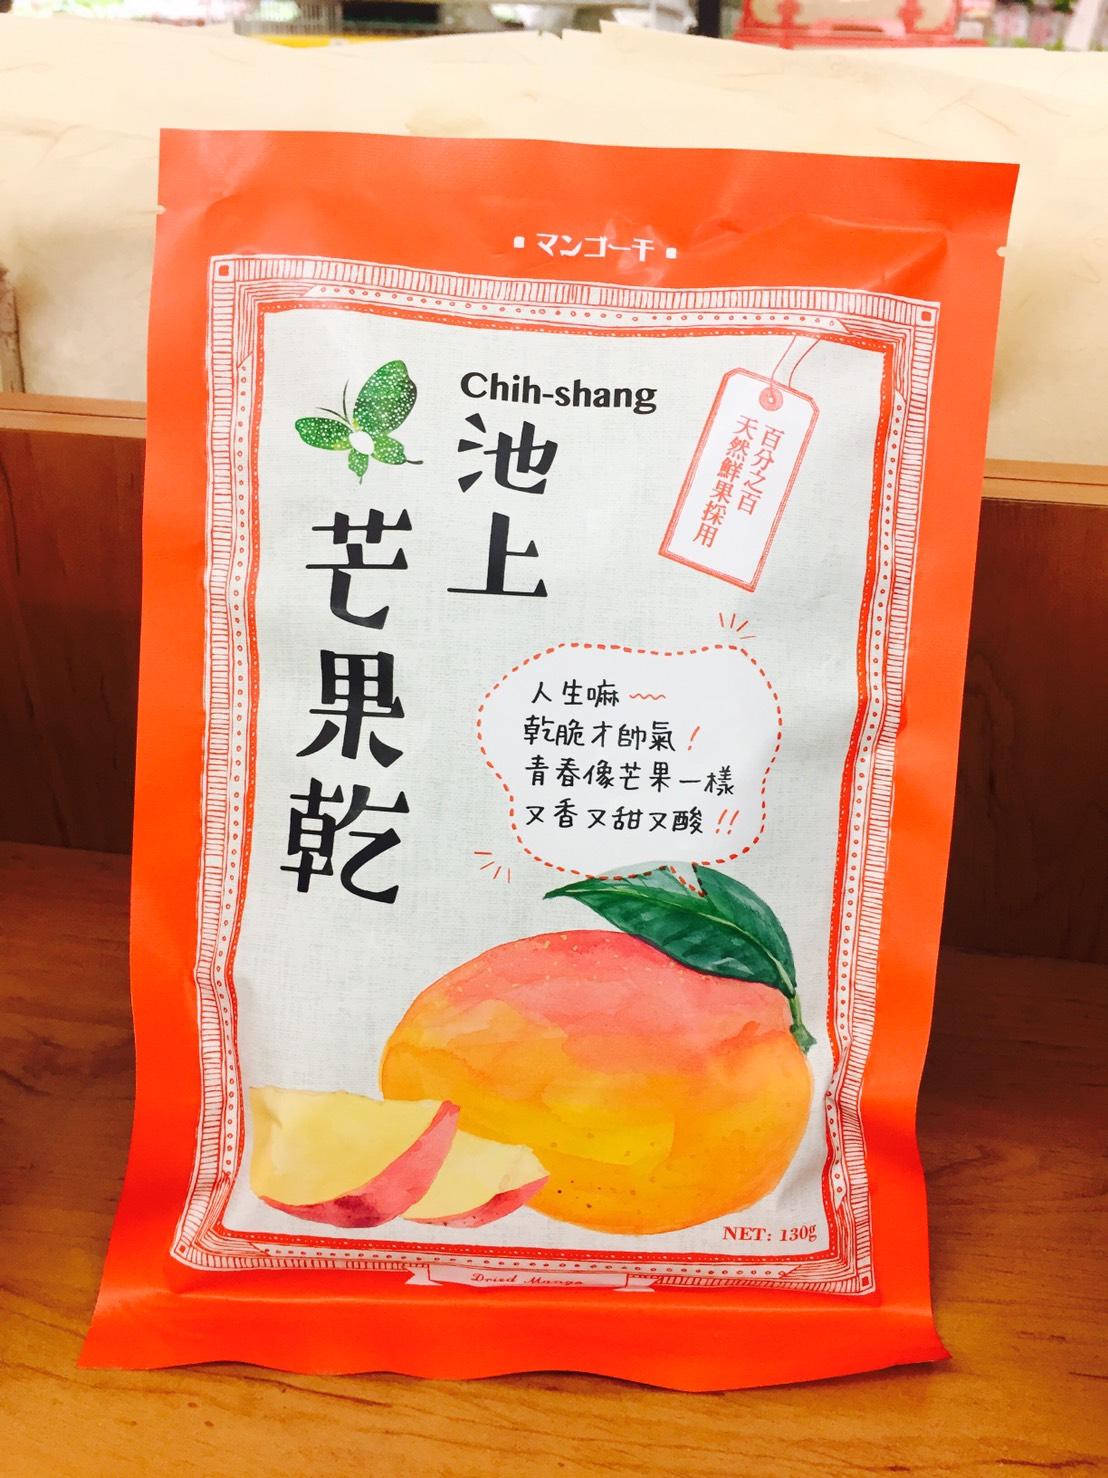 マンゴー干
Chih-shang
池上
芒果乾
百分之百
天然鮮果採用
人生嘛
乾脆才帥氣!
青春像芒果一樣
又香又甜又酸!!
NET: 130g
Dried Mango